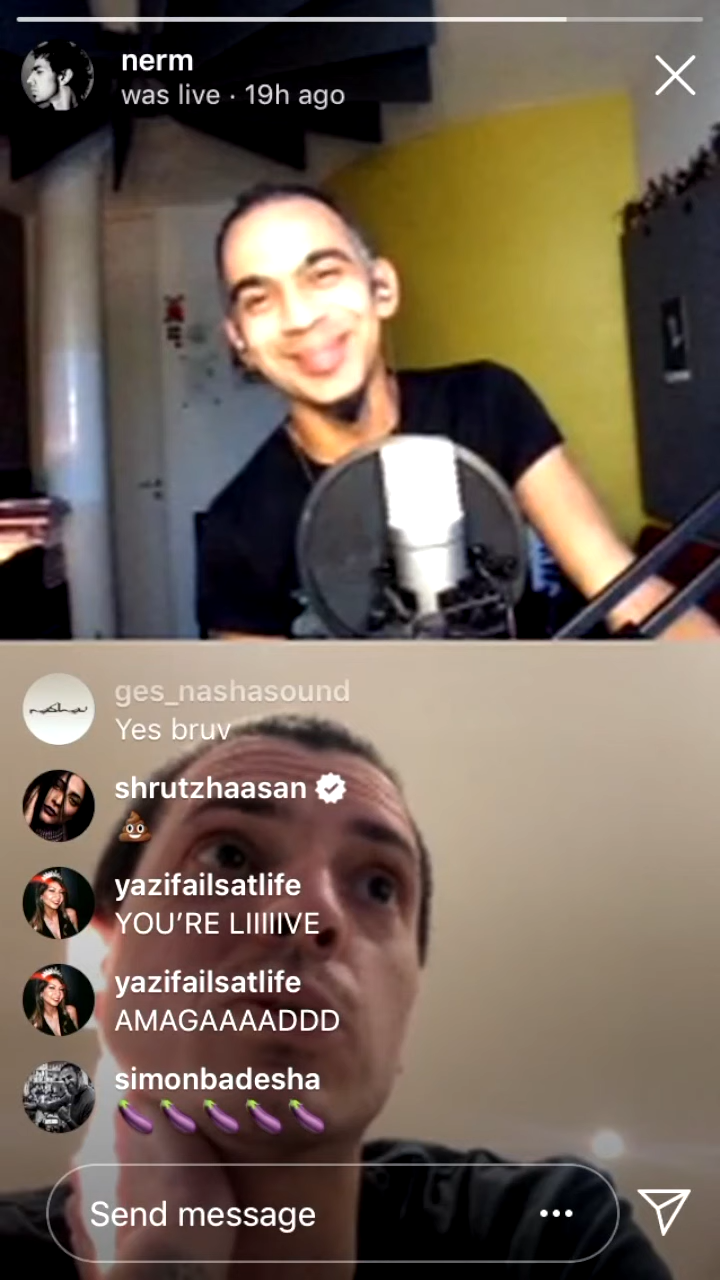 nerm
was live · 19h ago
ges_nashasound
Yes bruv
shrutzhaasan
💩
yazifailsatlife
YOU'RE LIIIIIVE
yazifailsatlife
AMAGAAAADDD
simonbadesha
🍆🍆🍆🍆🍆
Send message